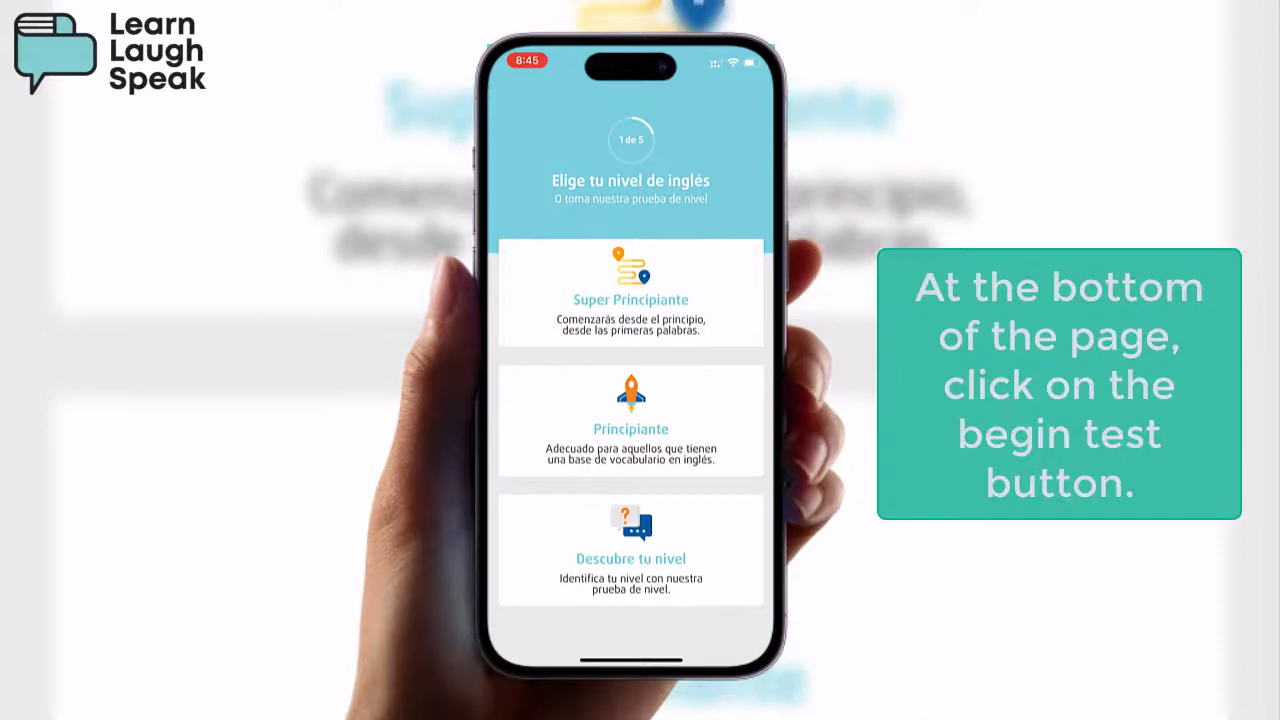 Learn
Laugh
Speak
8:45
1 de 5
Elige tu nivel de inglés
O toma nuestra prueba de nivel
Super Principiante
Comenzarás desde el principio,
desde las primeras palabras.
Principiante
Adecuado para aquellos que tienen
una base de vocabulario en inglés.
?
Descubre tu nivel
Identifica tu nivel con nuestra
prueba de nivel.
At the bottom
of the page,
click on the
begin test
button.